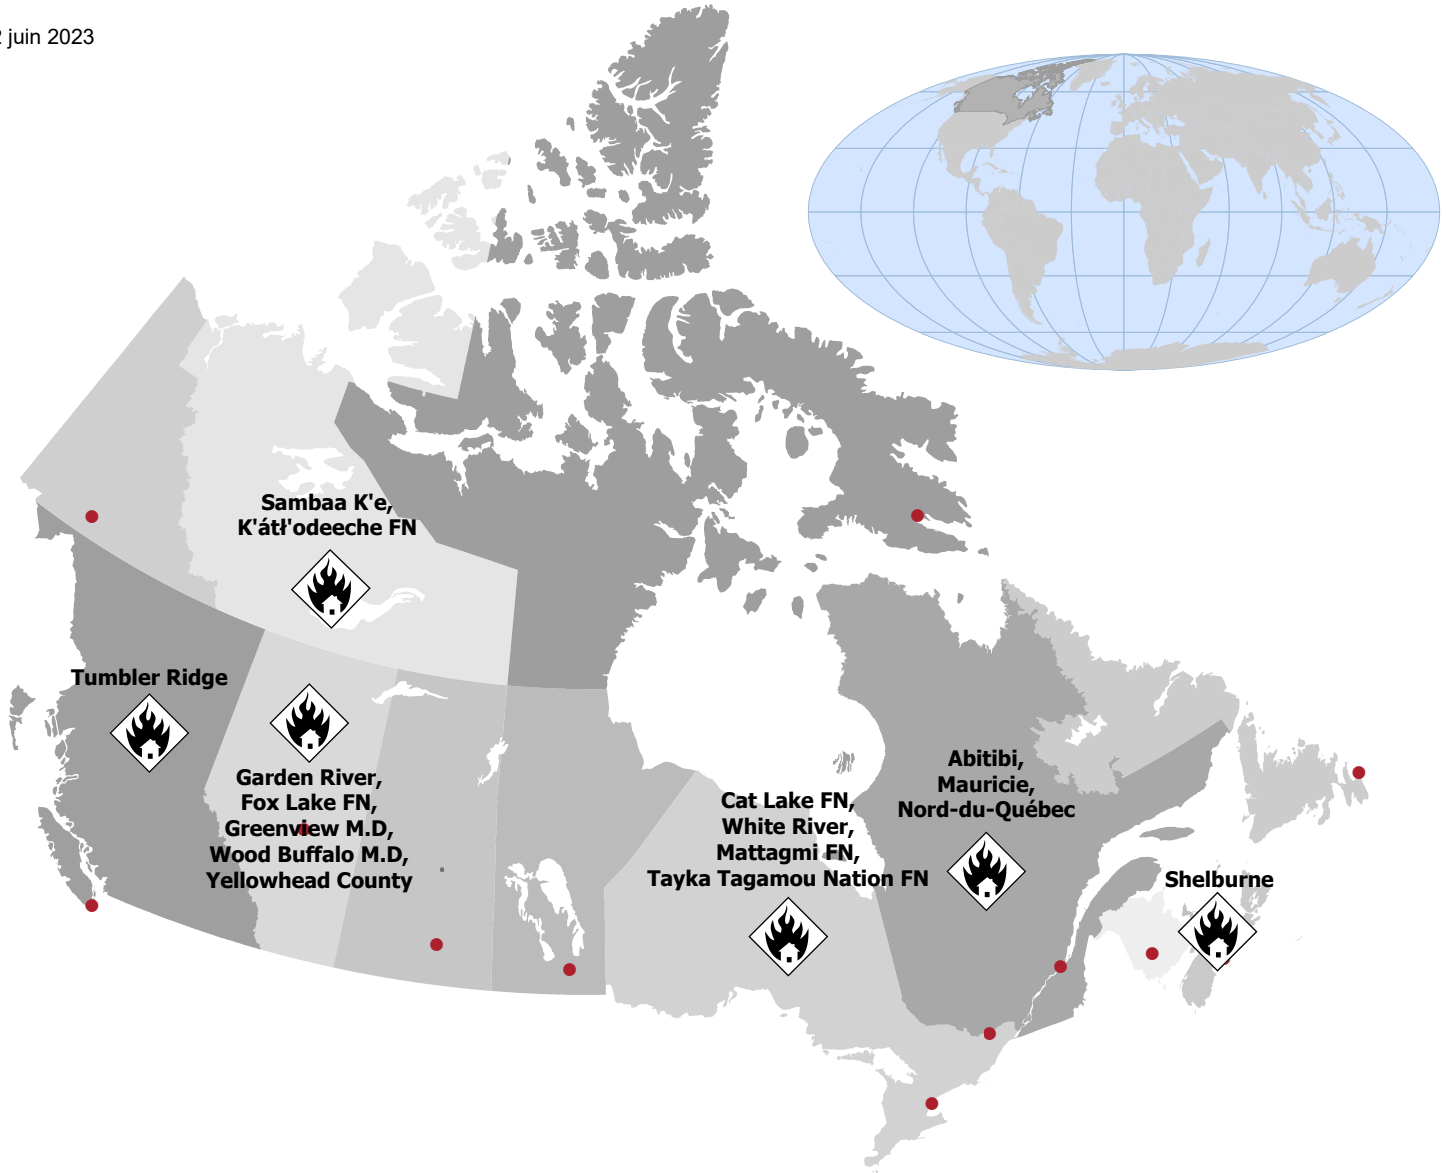 juin 2023
Sambaa K'e,
K'átł'odeeche FN
Tumbler Ridge
Garden River,
Fox Lake FN,
Greenview M.D,
Wood Buffalo M.D,
Yellowhead County
Cat Lake FN,
White River,
Mattagmi FN,
Tayka Tagamou Nation FN
Abitibi,
Mauricie,
Nord-du-Québec
Shelburne